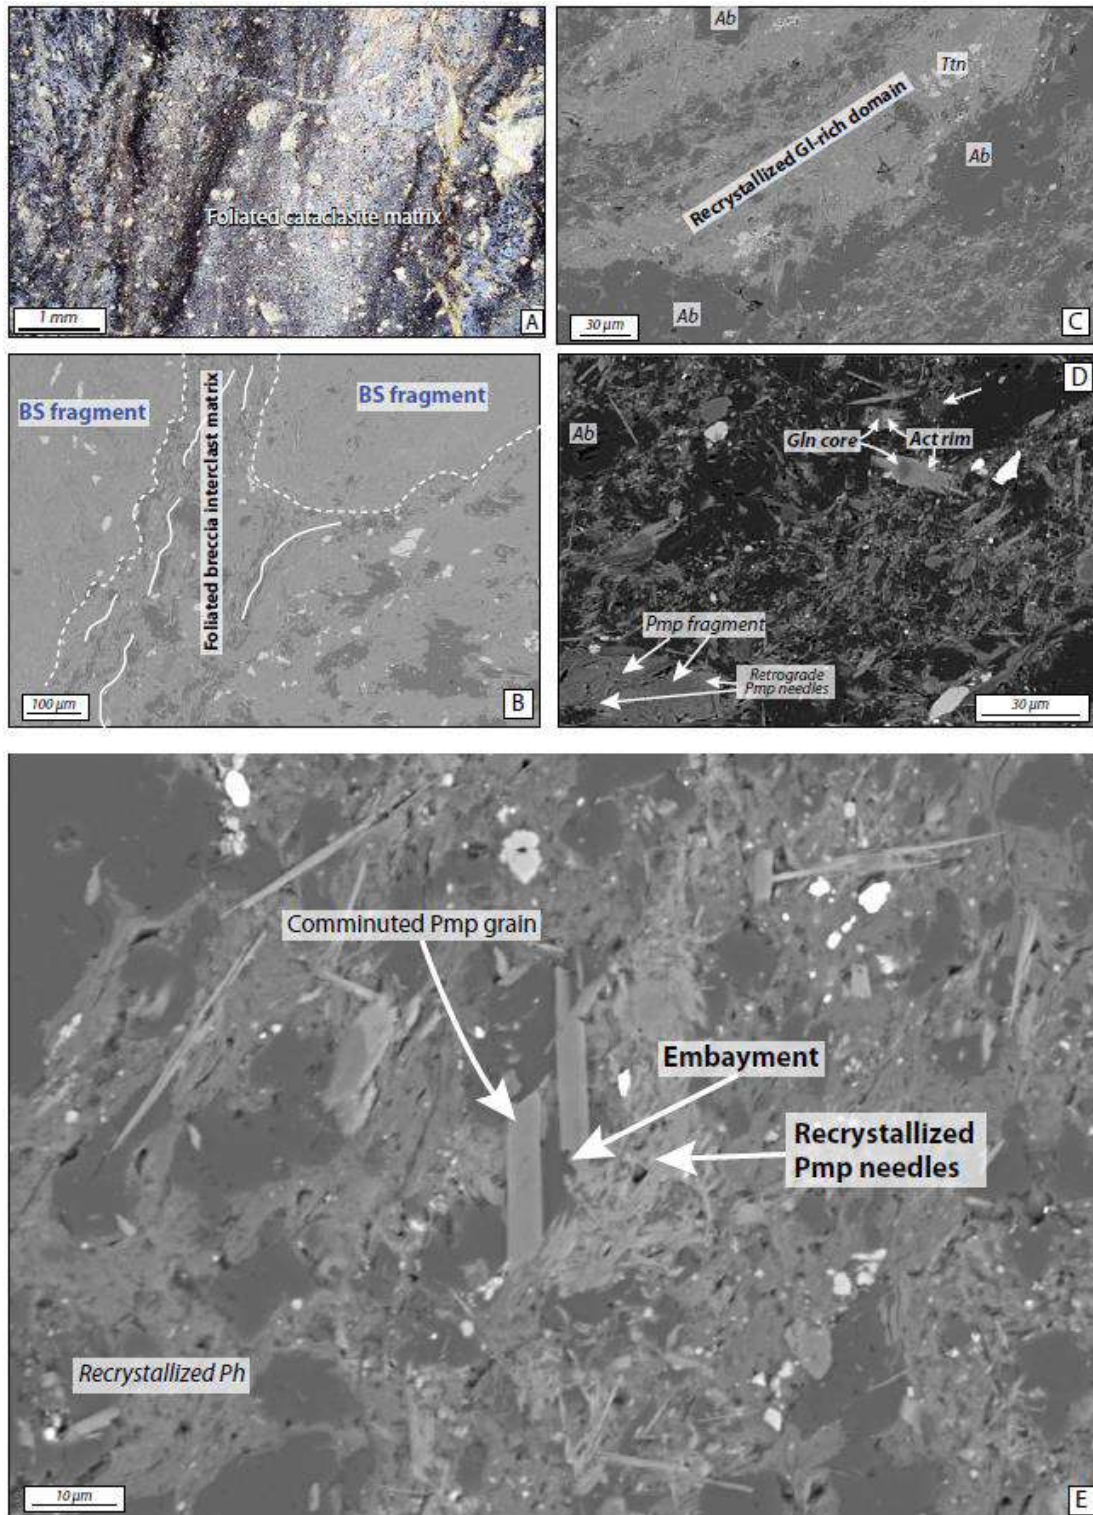 Foliated cataclasite matrix
1 mm
A
Ab
Ttn
Recrystallized Gl-rich domain
Ab
Ab
30 µm
C
BS fragment
BS fragment
Foliated breccia interclast matrix
100 µm
B
D
Ab
Gln core
Act rim
Pmp fragment
Retrograde
Pmp needles
30 µm
Comminuted Pmp grain
Embayment
Recrystallized
Pmp needles
Recrystallized Ph
10 µm
E